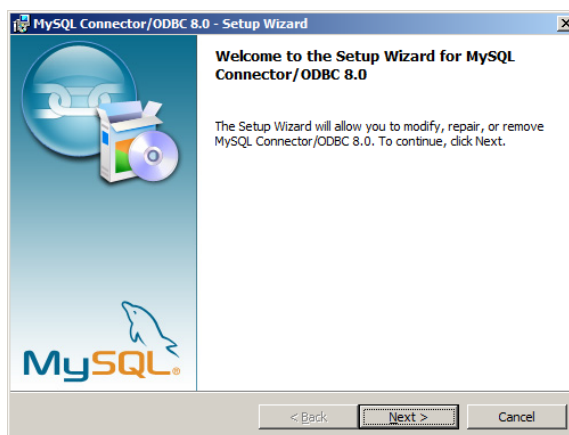 MySQL Connector/ODBC 8.0 - Setup Wizard
Welcome to the Setup Wizard for MySQL
Connector/ODBC 8.0
The Setup Wizard will allow you to modify, repair, or remove
MySQL Connector/ODBC 8.0. To continue, click Next.
MySQL®
< Back Next > Cancel